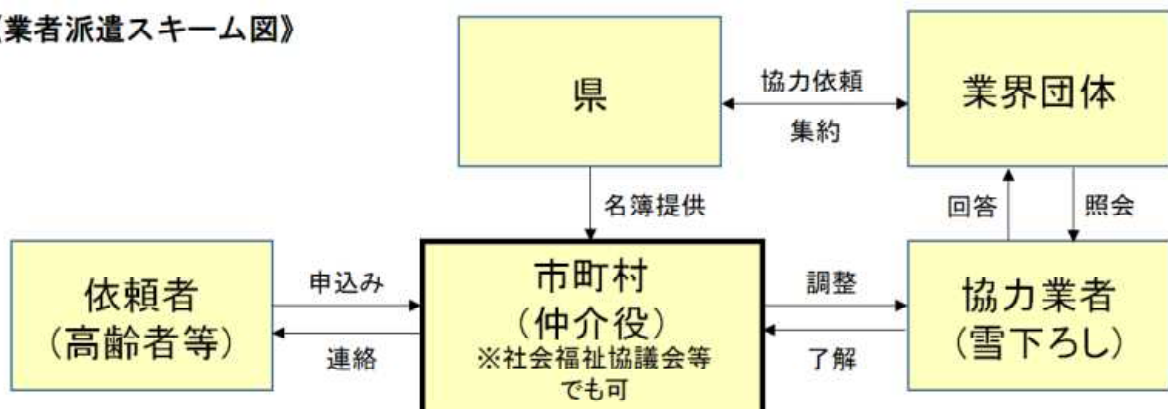 《業者派遣スキーム図》
県
協力依頼
集約
業界団体
名簿提供
回答
照会
依頼者
(高齢者等)
申込み
連絡
市町村
(仲介役)
※社会福祉協議会等
でも可
調整
了解
協力業者
(雪下ろし)